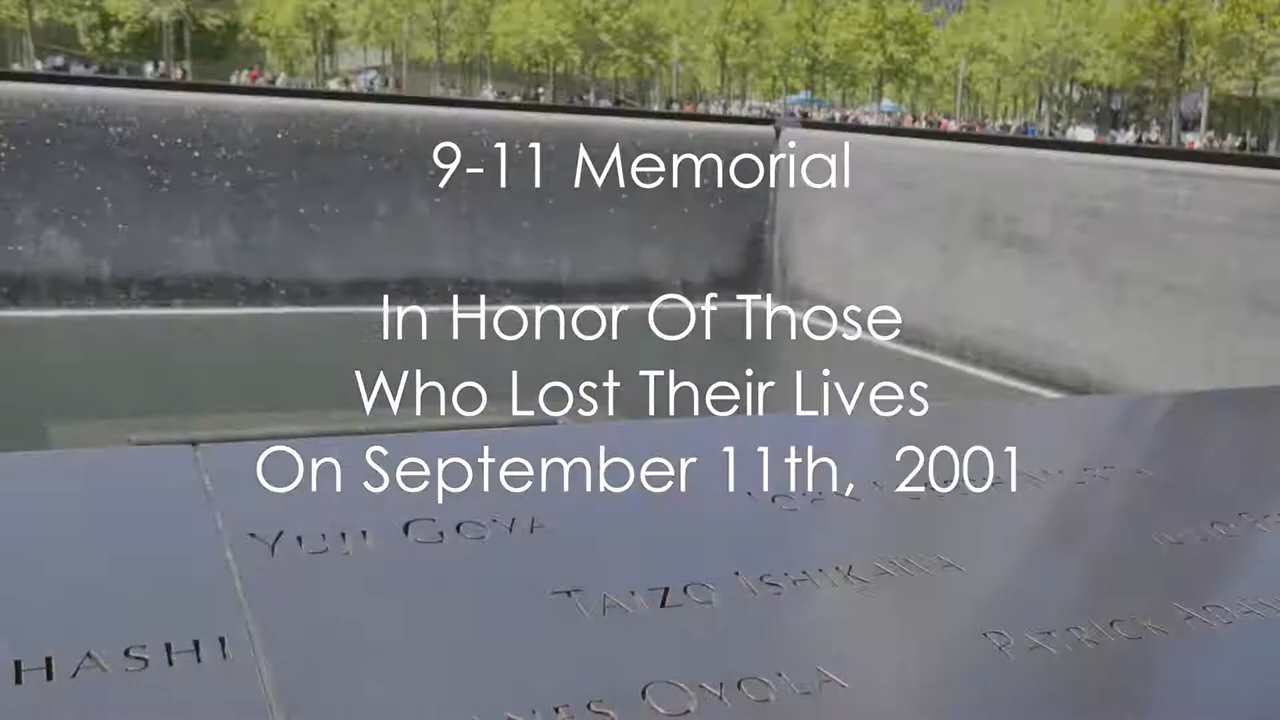 9-11 Memorial
In Honor Of Those
Who Lost Their Lives
On September 11th, 2001
YUJI GOYA
TAIZO ISHIKAWA
HASHI
PATRICK
OYOLA